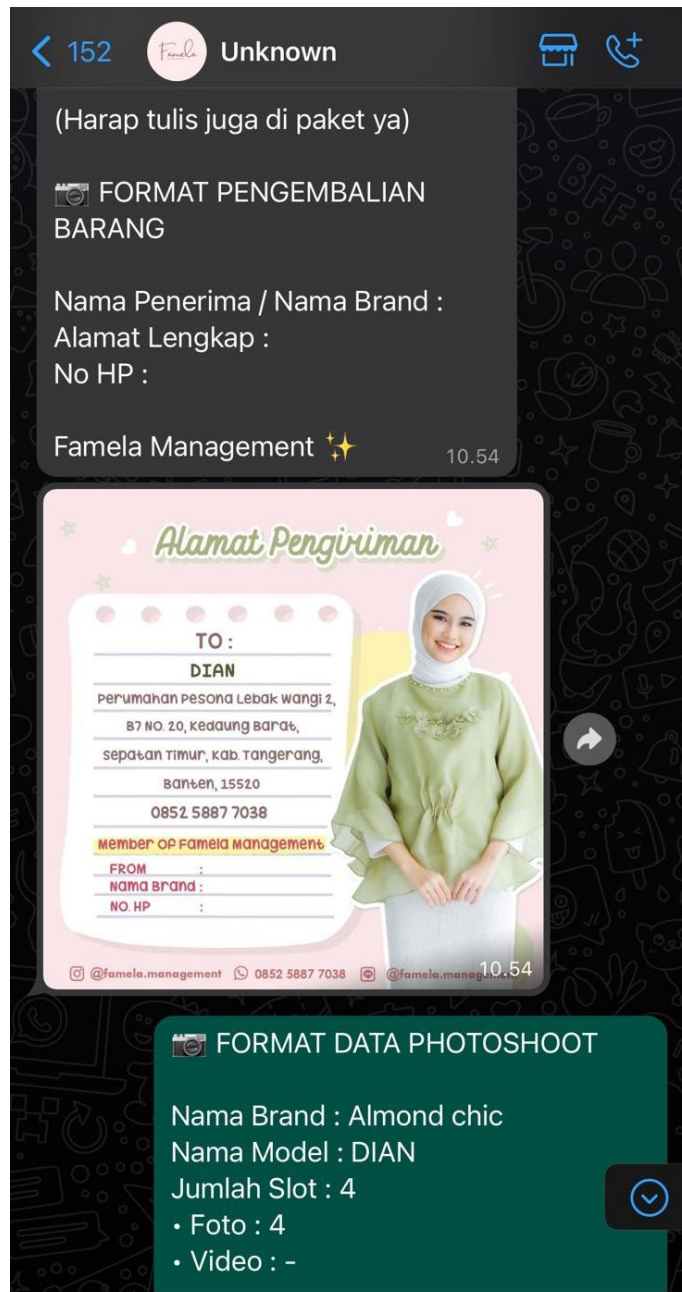 152
Famela
Unknown
(Harap tulis juga di paket ya)
📷 FORMAT PENGEMBALIAN
BARANG
Nama Penerima / Nama Brand :
Alamat Lengkap :
No HP :
Famela Management ✨
10.54
Alamat Pengiriman
TO :
DIAN
Perumahan Pesona Lebak Wangi 2,
B7 NO. 20, Kedaung Barat,
Sepatan Timur, Kab. Tangerang,
Banten, 15520
0852 5887 7038
Member OF Famela Management
FROM :
Nama Brand :
NO. HP :
@famela.management 0852 5887 7038 @famela.manag
10.54
📷 FORMAT DATA PHOTOSHOOT
Nama Brand : Almond chic
Nama Model : DIAN
Jumlah Slot : 4
• Foto : 4
• Video : -